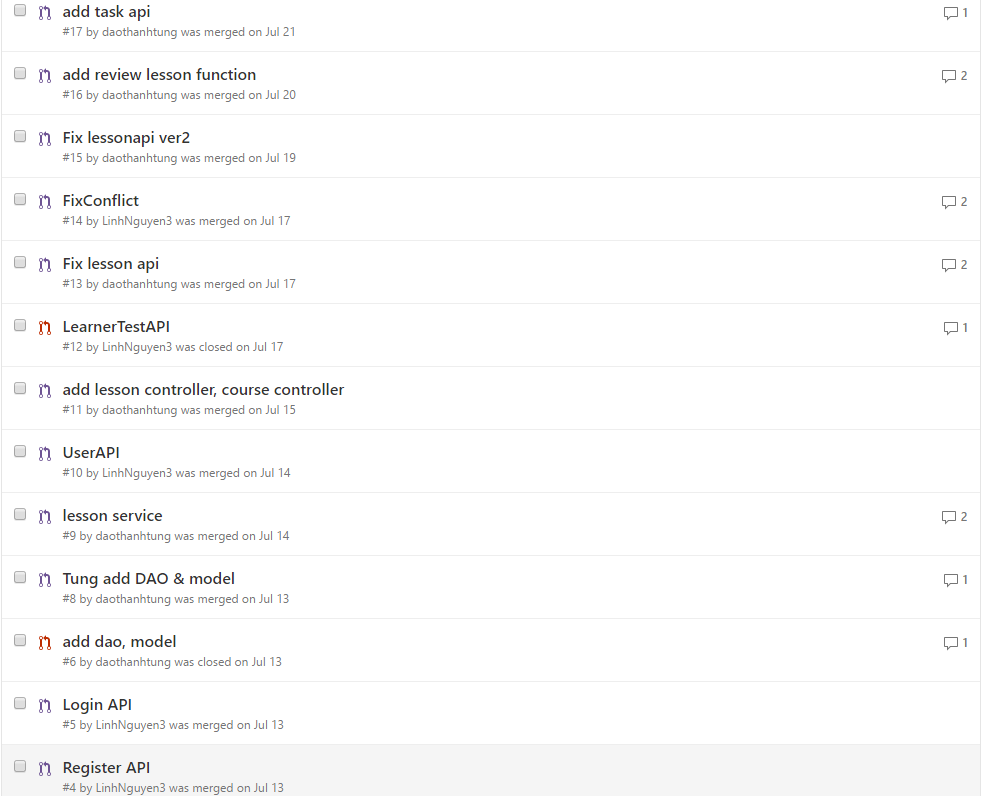 add task api
1
#17 by daothanhtung was merged on Jul 21
add review lesson function
2
#16 by daothanhtung was merged on Jul 20
Fix lessonapi ver2
#15 by daothanhtung was merged on Jul 19
FixConflict
2
#14 by LinhNguyen3 was merged on Jul 17
Fix lesson api
2
#13 by daothanhtung was merged on Jul 17
LearnerTestAPI
1
#12 by LinhNguyen3 was closed on Jul 17
add lesson controller, course controller
#11 by daothanhtung was merged on Jul 15
UserAPI
#10 by LinhNguyen3 was merged on Jul 14
lesson service
2
#9 by daothanhtung was merged on Jul 14
Tung add DAO & model
1
#8 by daothanhtung was merged on Jul 13
add dao, model
1
#6 by daothanhtung was closed on Jul 13
Login API
#5 by LinhNguyen3 was merged on Jul 13
Register API
#4 by LinhNguyen3 was merged on Jul 13